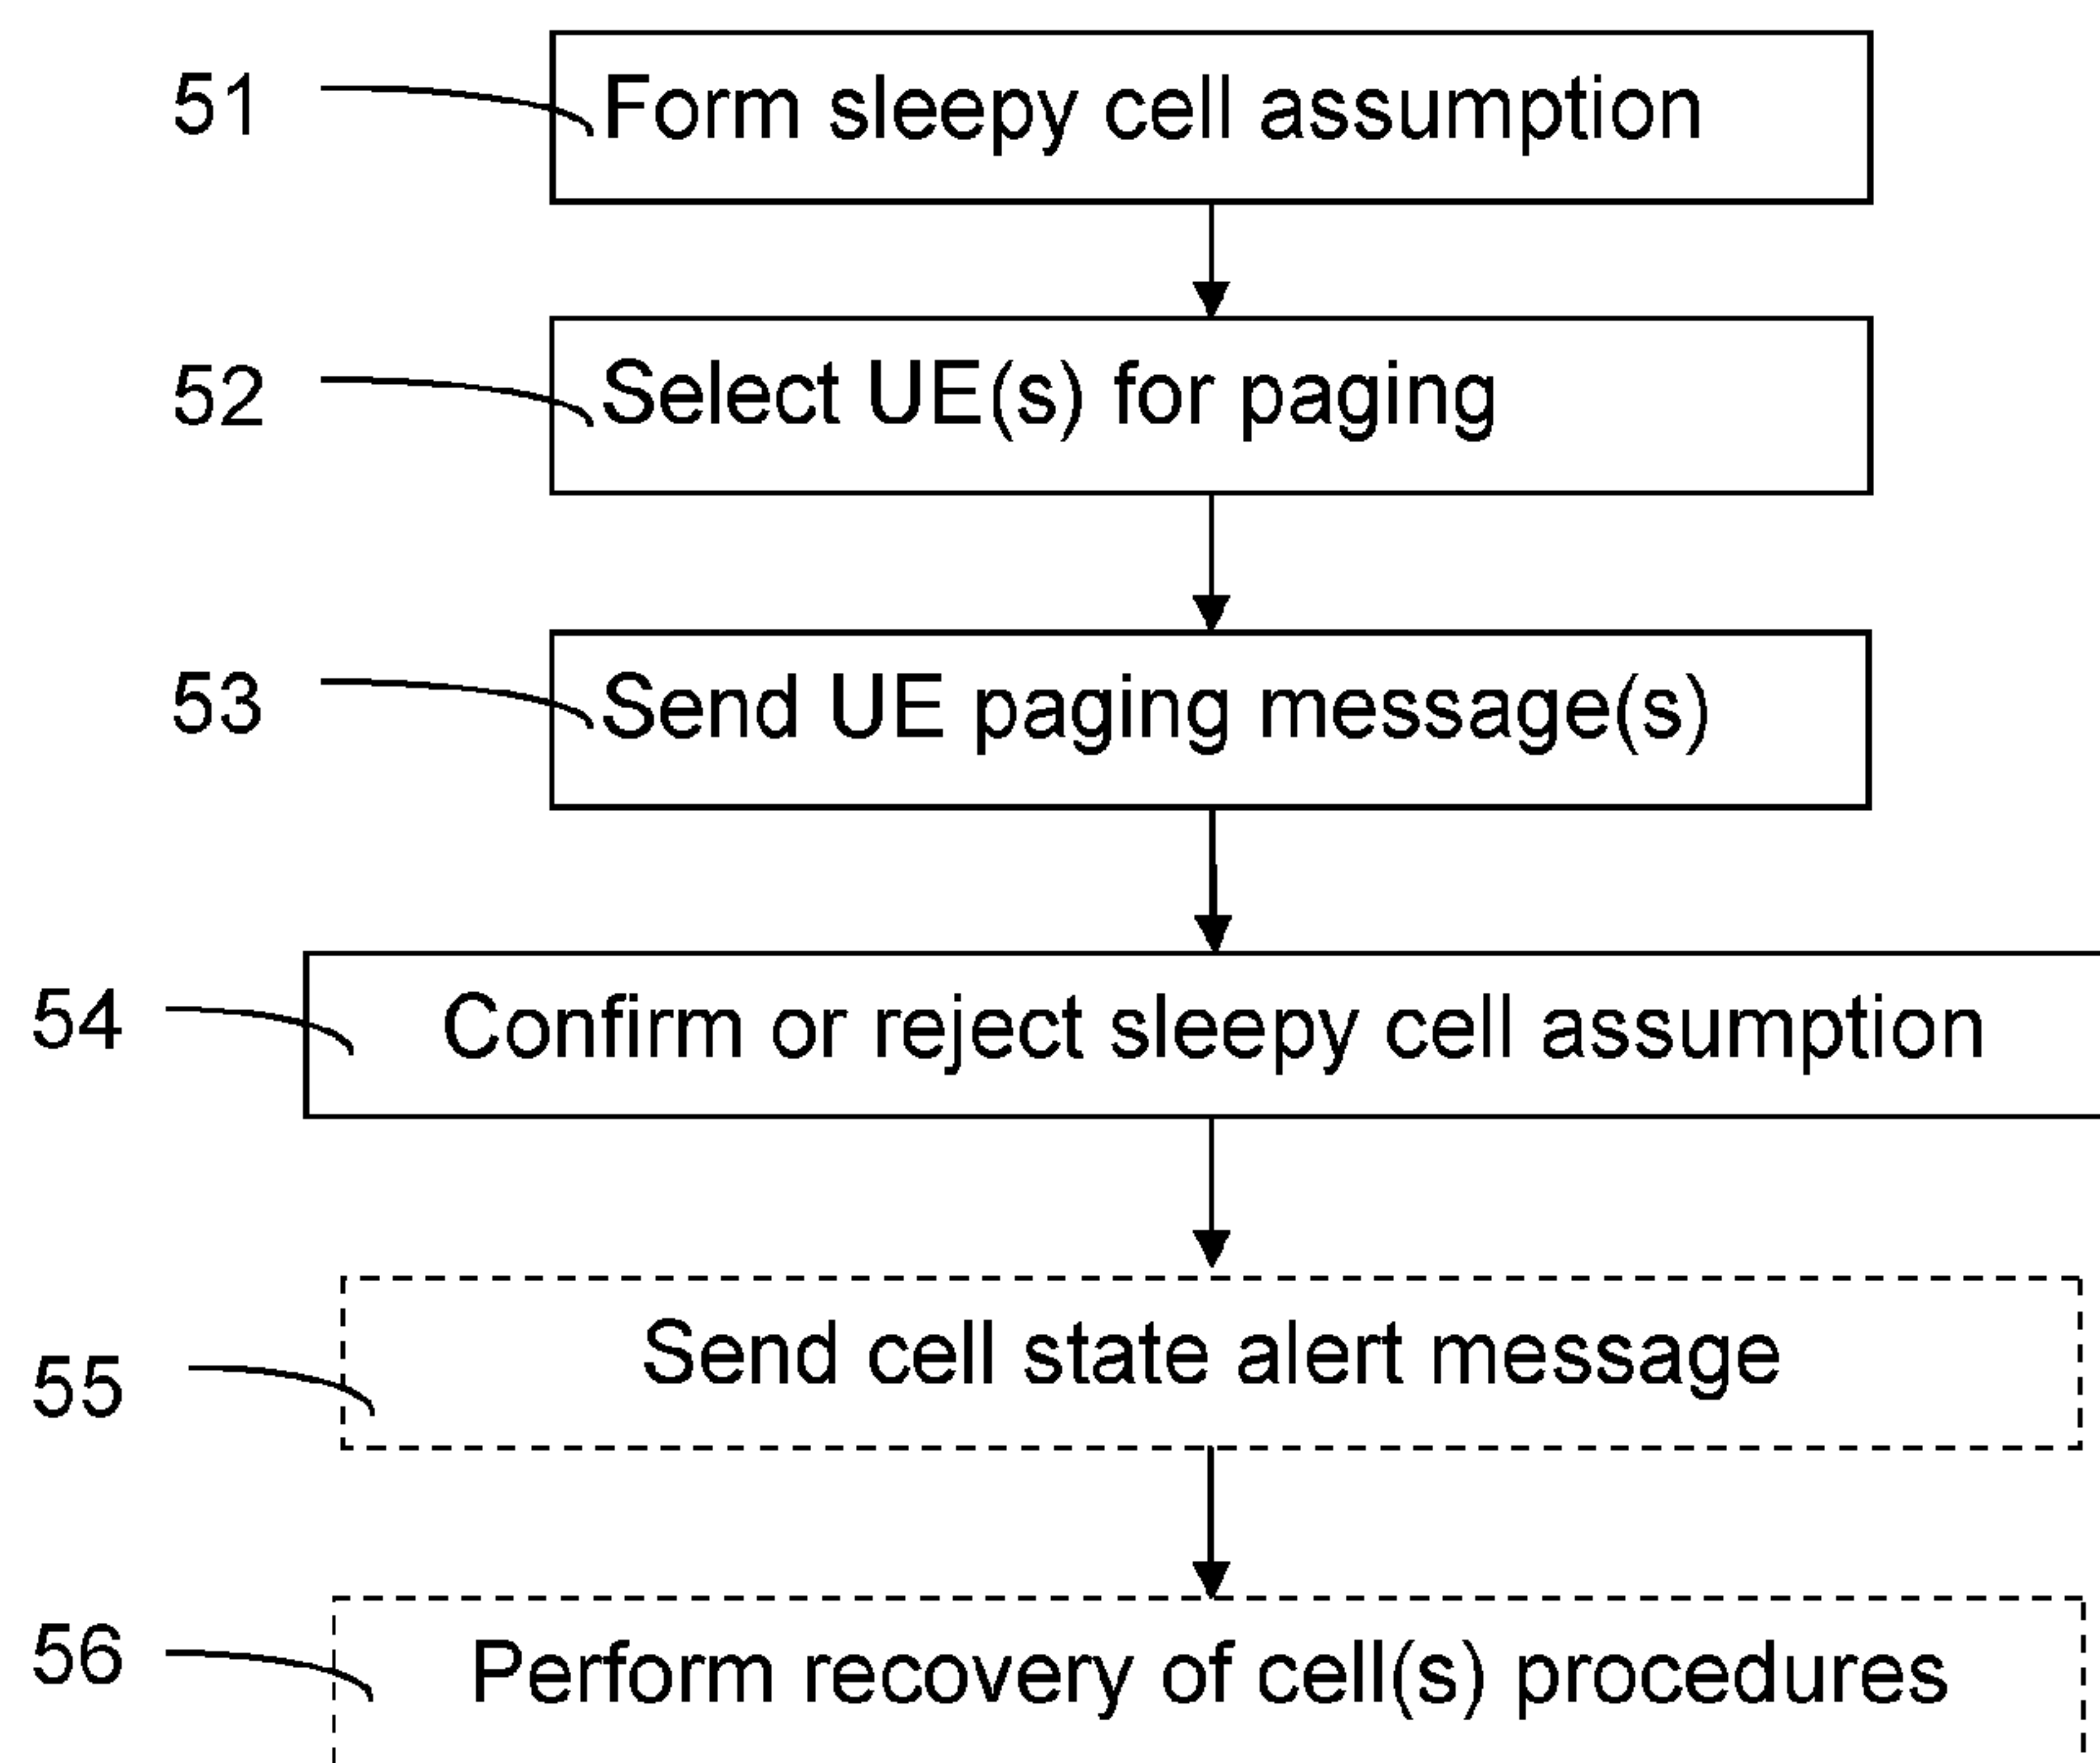 51 Form sleepy cell assumption
52 Select UE(s) for paging
53 Send UE paging message(s)
54 Confirm or reject sleepy cell assumption
55 Send cell state alert message
56 Perform recovery of cell(s) procedures